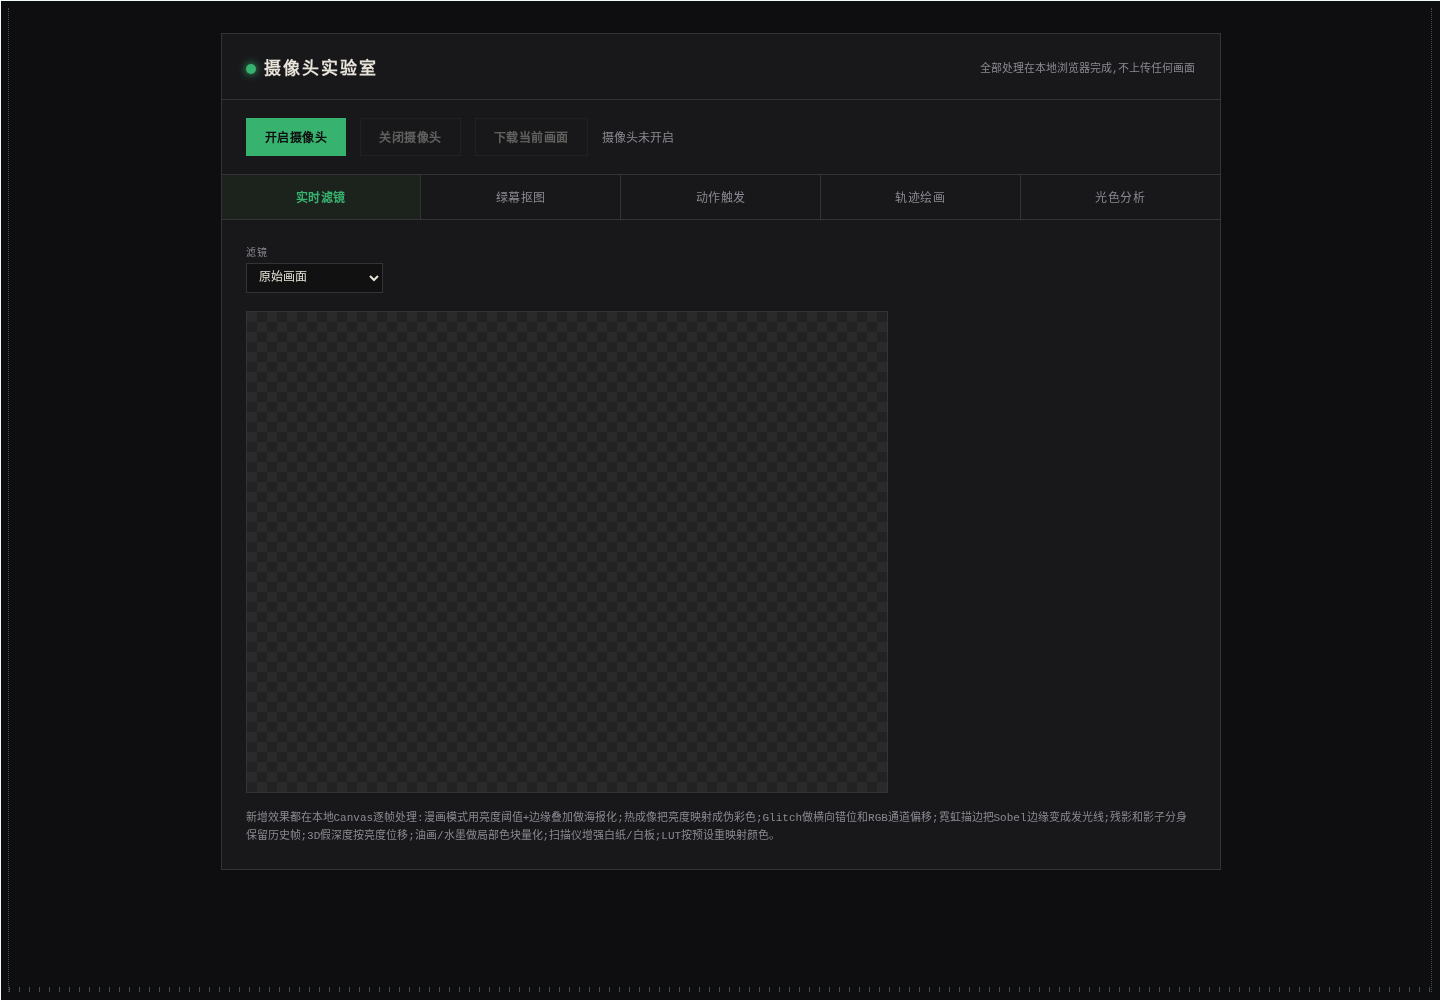 摄像头实验室
全部处理在本地浏览器完成,不上传任何画面
开启摄像头
关闭摄像头
下载当前画面
摄像头未开启
实时滤镜
绿幕抠图
动作触发
轨迹绘画
光色分析
滤镜
原始画面
新增效果都在本地Canvas逐帧处理:漫画模式用亮度阈值+边缘叠加做海报化;热成像把亮度映射成伪彩色;Glitch做横向错位和RGB通道偏移;霓虹描边把Sobel边缘变成发光线;残影和影子分身
保留历史帧;3D假深度按亮度位移;油画/水墨做局部色块量化;扫描仪增强白纸/白板;LUT按预设重映射颜色。